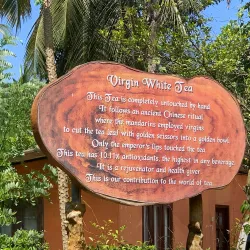 Virgin White Tea
This Tea is completely untouched by hand
It follows an ancient Chinese ritual
where the mandarins employed virgins
to cut the tea and with golden scissors into a golden bowl.
Only the emperor's lips touched the tea
This tea has 10.11% antioxidants, the highest in any beverage
It is a rejuvenator and health giver
This is our contribution to the world of tea.